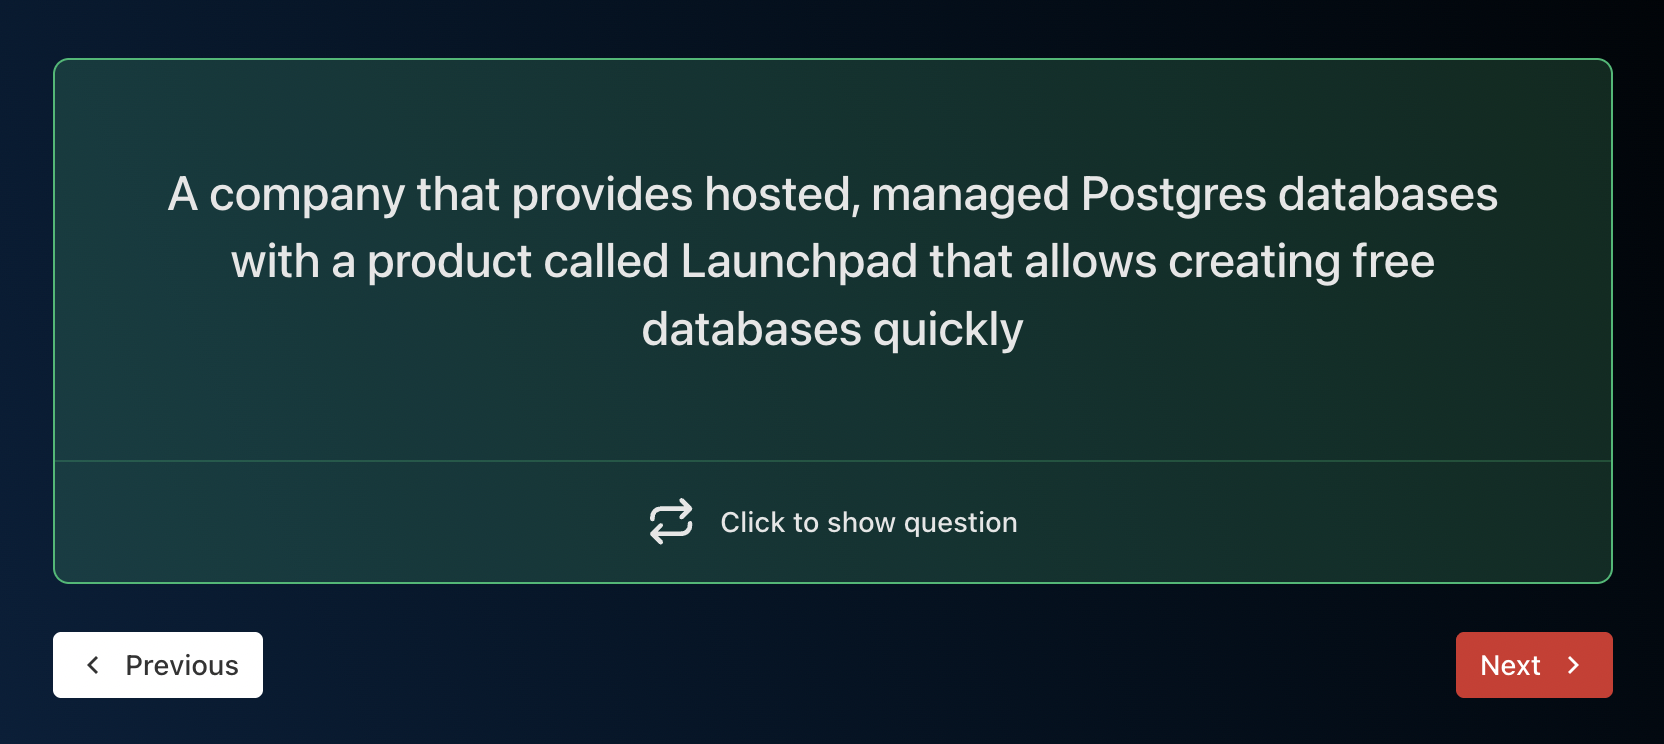 A company that provides hosted, managed Postgres databases
with a product called Launchpad that allows creating free
databases quickly
Click to show question
Previous
Next